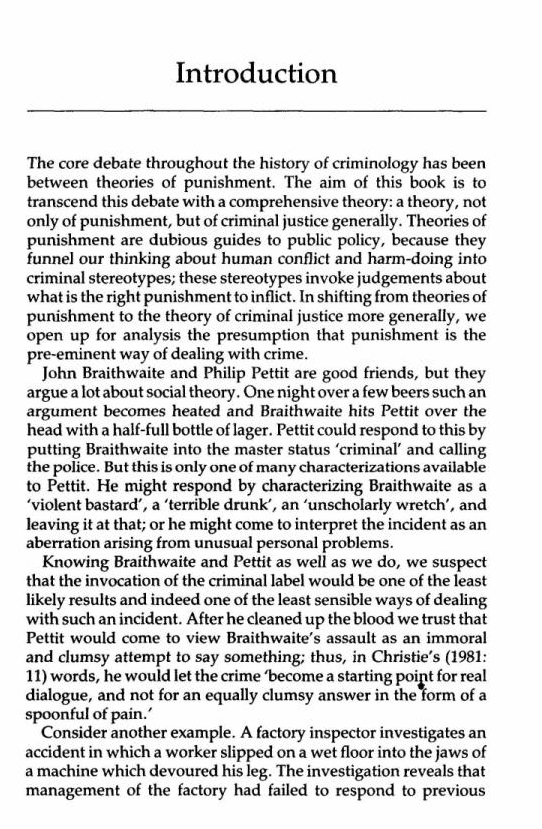 Introduction
The core debate throughout the history of criminology has been
between theories of punishment. The aim of this book is to
transcend this debate with a comprehensive theory: a theory, not
only of punishment, but of criminal justice generally. Theories of
punishment are dubious guides to public policy, because they
funnel our thinking about human conflict and harm-doing into
criminal stereotypes; these stereotypes invoke judgements about
what is the right punishment to inflict. In shifting from theories of
punishment to the theory of criminal justice more generally, we
open up for analysis the presumption that punishment is the
pre-eminent way of dealing with crime.
John Braithwaite and Philip Pettit are good friends, but they
argue a lot about social theory. One night over a few beers such an
argument becomes heated and Braithwaite hits Pettit over the
head with a half-full bottle of lager. Pettit could respond to this by
putting Braithwaite into the master status 'criminal' and calling
the police. But this is only one of many characterizations available
to Pettit. He might respond by characterizing Braithwaite as a
'violent bastard', a 'terrible drunk', an 'unscholarly wretch', and
leaving it at that; or he might come to interpret the incident as an
aberration arising from unusual personal problems.
Knowing Braithwaite and Pettit as well as we do, we suspect
that the invocation of the criminal label would be one of the least
likely results and indeed one of the least sensible ways of dealing
with such an incident. After he cleaned up the blood we trust that
Pettit would come to view Braithwaite's assault as an immoral
and clumsy attempt to say something; thus, in Christie's (1981:
11) words, he would let the crime 'become a starting point for real
dialogue, and not for an equally clumsy answer in the form of a
spoonful of pain.'
Consider another example. A factory inspector investigates an
accident in which a worker slipped on a wet floor into the jaws of
a machine which devoured his leg. The investigation reveals that
management of the factory had failed to respond to previous